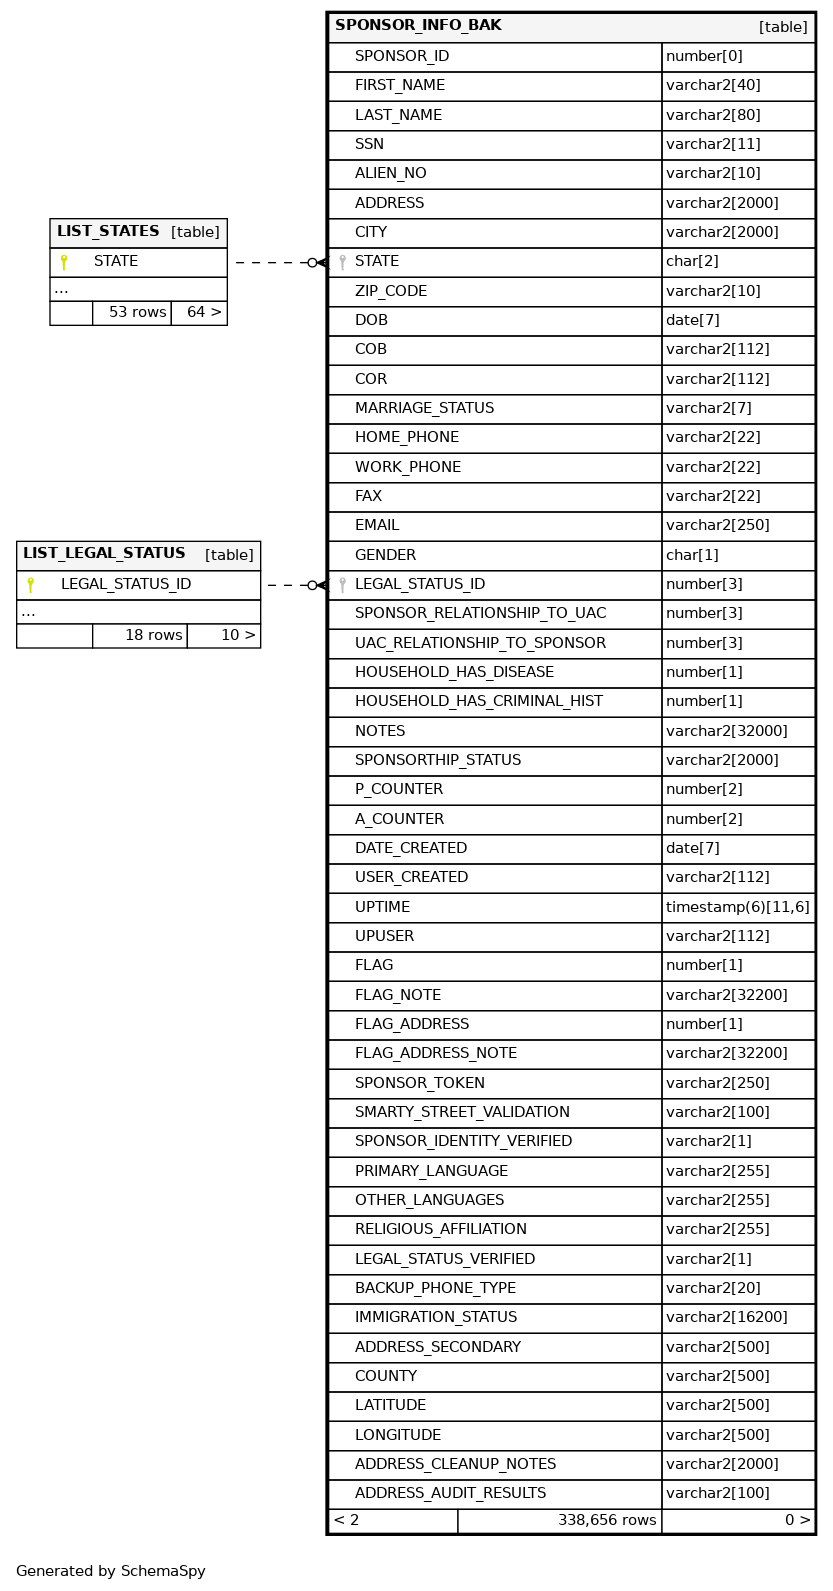 SPONSOR_INFO_BAK [table]
SPONSOR_ID number[0]
FIRST_NAME varchar2[40]
LAST_NAME varchar2[80]
SSN varchar2[11]
ALIEN_NO varchar2[10]
ADDRESS varchar2[2000]
CITY varchar2[2000]
STATE char[2]
ZIP_CODE varchar2[10]
DOB date[7]
COB varchar2[112]
COR varchar2[112]
MARRIAGE_STATUS varchar2[7]
HOME_PHONE varchar2[22]
WORK_PHONE varchar2[22]
FAX varchar2[22]
EMAIL varchar2[250]
GENDER char[1]
LEGAL_STATUS_ID number[3]
SPONSOR_RELATIONSHIP_TO_UAC number[3]
UAC_RELATIONSHIP_TO_SPONSOR number[3]
HOUSEHOLD_HAS_DISEASE number[1]
HOUSEHOLD_HAS_CRIMINAL_HIST number[1]
NOTES varchar2[32000]
SPONSORTHIP_STATUS varchar2[2000]
P_COUNTER number[2]
A_COUNTER number[2]
DATE_CREATED date[7]
USER_CREATED varchar2[112]
UPTIME timestamp(6)[11,6]
UPUSER varchar2[112]
FLAG number[1]
FLAG_NOTE varchar2[32200]
FLAG_ADDRESS number[1]
FLAG_ADDRESS_NOTE varchar2[32200]
SPONSOR_TOKEN varchar2[250]
SMARTY_STREET_VALIDATION varchar2[100]
SPONSOR_IDENTITY_VERIFIED varchar2[1]
PRIMARY_LANGUAGE varchar2[255]
OTHER_LANGUAGES varchar2[255]
RELIGIOUS_AFFILIATION varchar2[255]
LEGAL_STATUS_VERIFIED varchar2[1]
BACKUP_PHONE_TYPE varchar2[20]
IMMIGRATION_STATUS varchar2[16200]
ADDRESS_SECONDARY varchar2[500]
COUNTY varchar2[500]
LATITUDE varchar2[500]
LONGITUDE varchar2[500]
ADDRESS_CLEANUP_NOTES varchar2[2000]
ADDRESS_AUDIT_RESULTS varchar2[100]
< 2 338,656 rows 0 >
LIST_STATES [table]
STATE
...
53 rows 64 >
LIST_LEGAL_STATUS [table]
LEGAL_STATUS_ID
...
18 rows 10 >
Generated by SchemaSpy